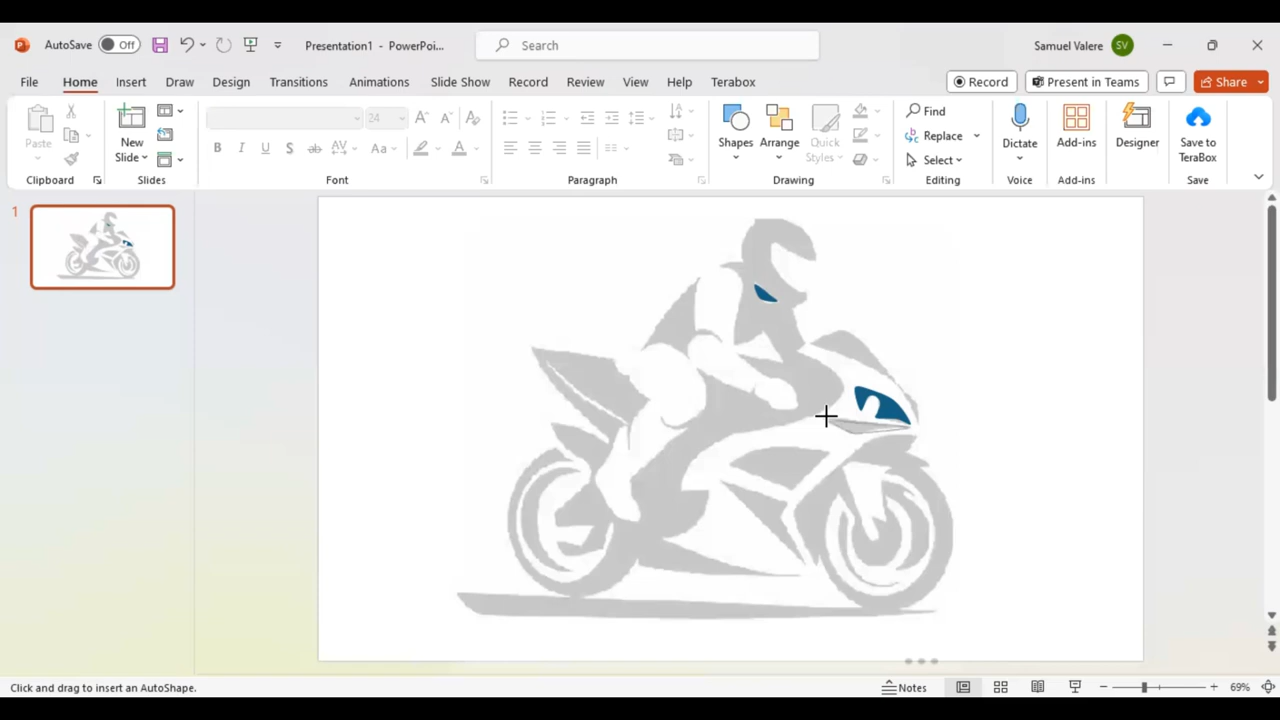 AutoSave Off Presentation1 - PowerPoi... Search Samuel Valere SV
File Home Insert Draw Design Transitions Animations Slide Show Record Review View Help Terabox Record Present in Teams Share
Paste New Slide 24 Aa Shapes Arrange Quick Styles Find Replace Select Dictate Add-ins Designer Save to TeraBox
Clipboard Slides Font Paragraph Drawing Editing Voice Add-ins Save
1
Click and drag to insert an AutoShape. Notes 69%